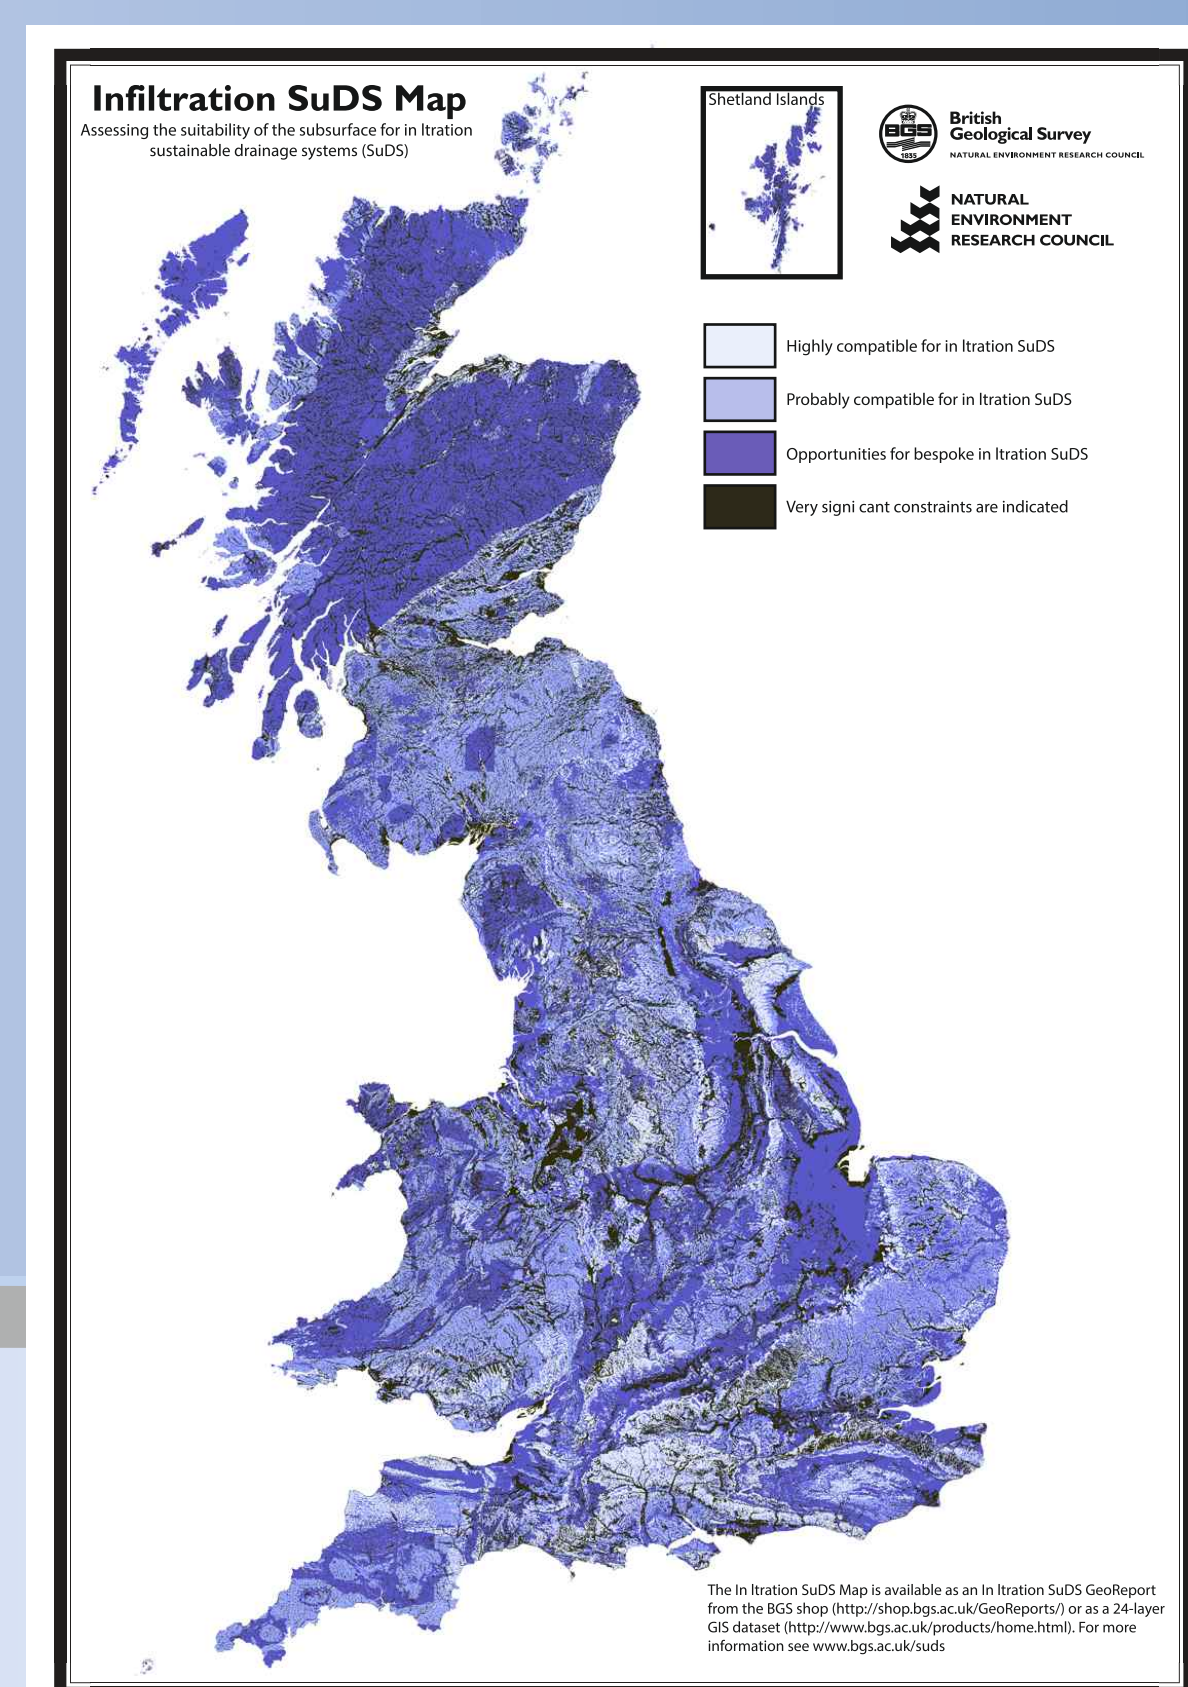 Infiltration SuDS Map
Assessing the suitability of the subsurface for in ltration
sustainable drainage systems (SuDS)
Shetland Islands
BGS
1835
British
Geological Survey
NATURAL ENVIRONMENT RESEARCH COUNCIL
NATURAL
ENVIRONMENT
RESEARCH COUNCIL
Highly compatible for in ltration SuDS
Probably compatible for in ltration SuDS
Opportunities for bespoke in ltration SuDS
Very signi cant constraints are indicated
The In ltration SuDS Map is available as an In ltration SuDS GeoReport
from the BGS shop (http://shop.bgs.ac.uk/GeoReports/) or as a 24-layer
GIS dataset (http://www.bgs.ac.uk/products/home.html). For more
information see www.bgs.ac.uk/suds